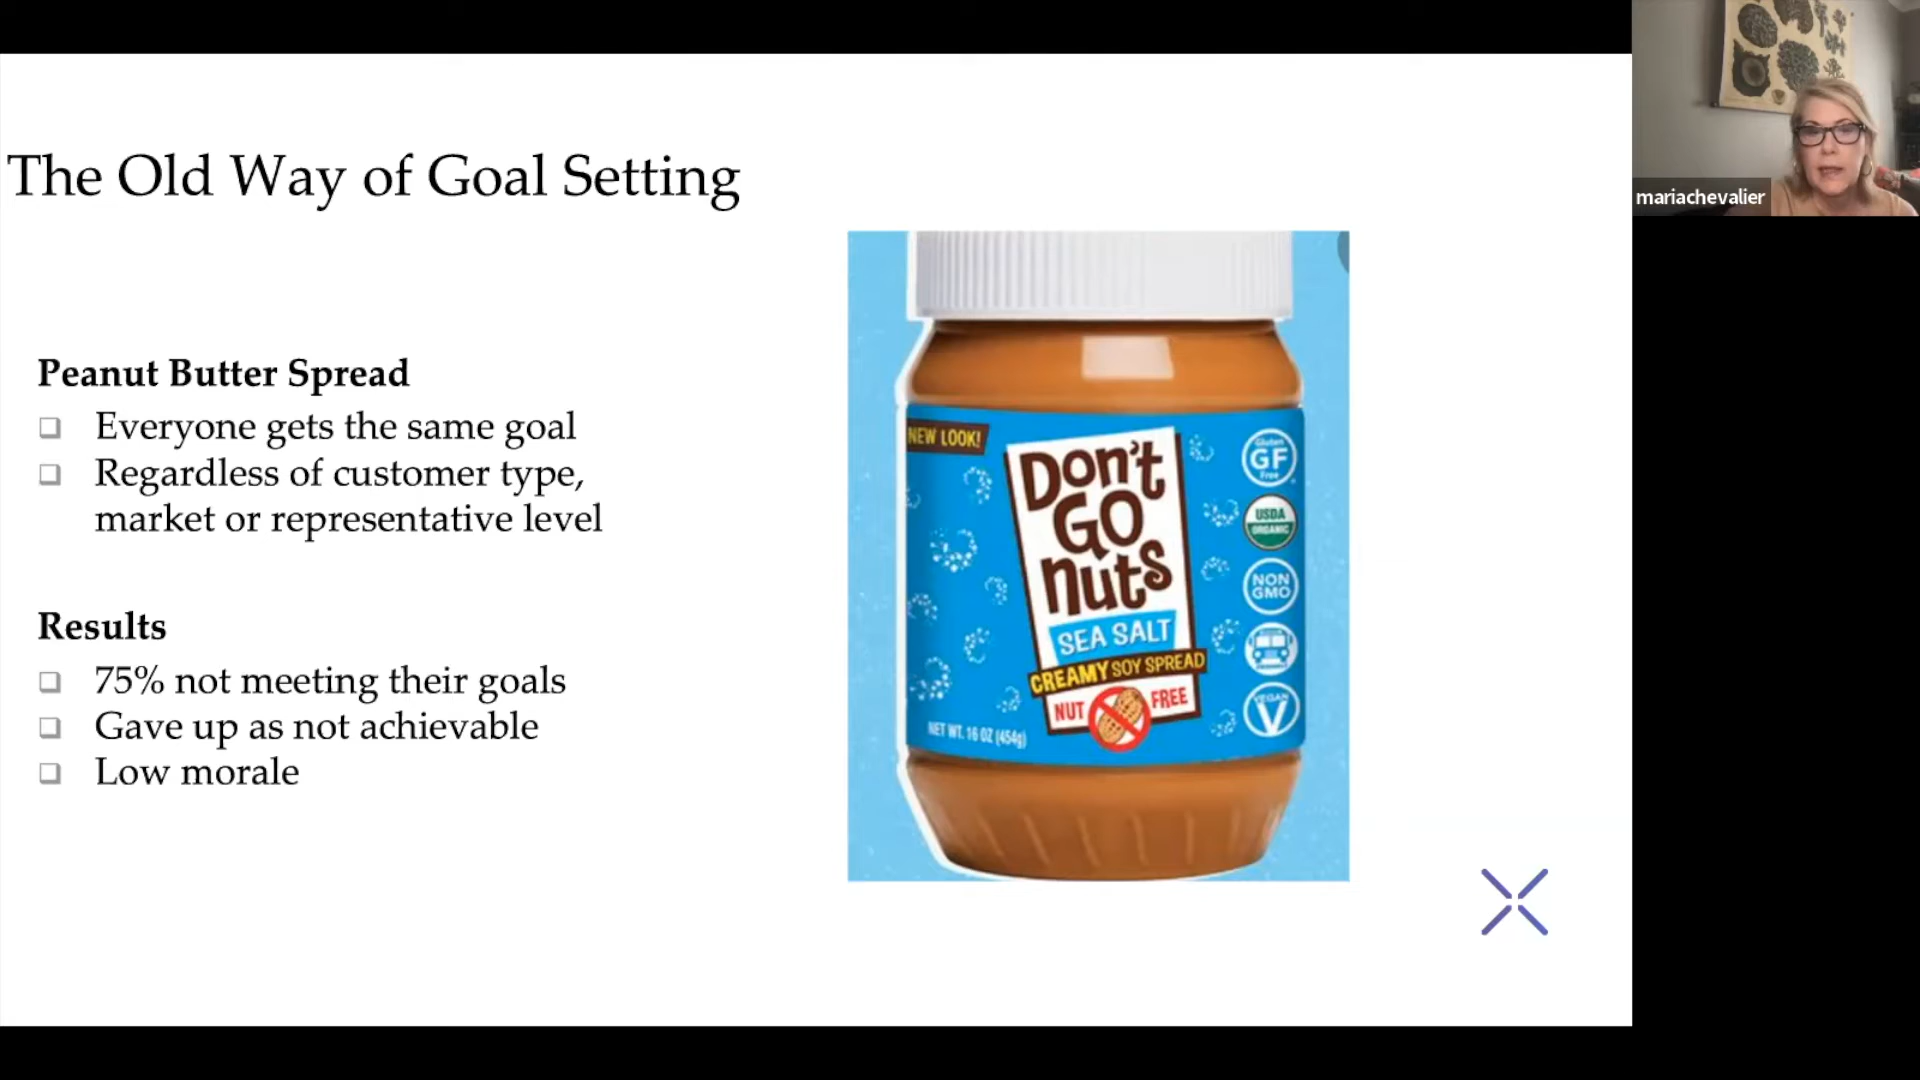 The Old Way of Goal Setting
Peanut Butter Spread
Everyone gets the same goal
Regardless of customer type,
market or representative level
Results
75% not meeting their goals
Gave up as not achievable
Low morale
NEW LOOK!
Don't
GO
nuts
SEA SALT
CREAMY SOY SPREAD
NUT FREE
NET WT. 16 OZ (454g)
Gluten
GF
Free
USDA
ORGANIC
NON
GMO
VEGAN
V
mariachevalier